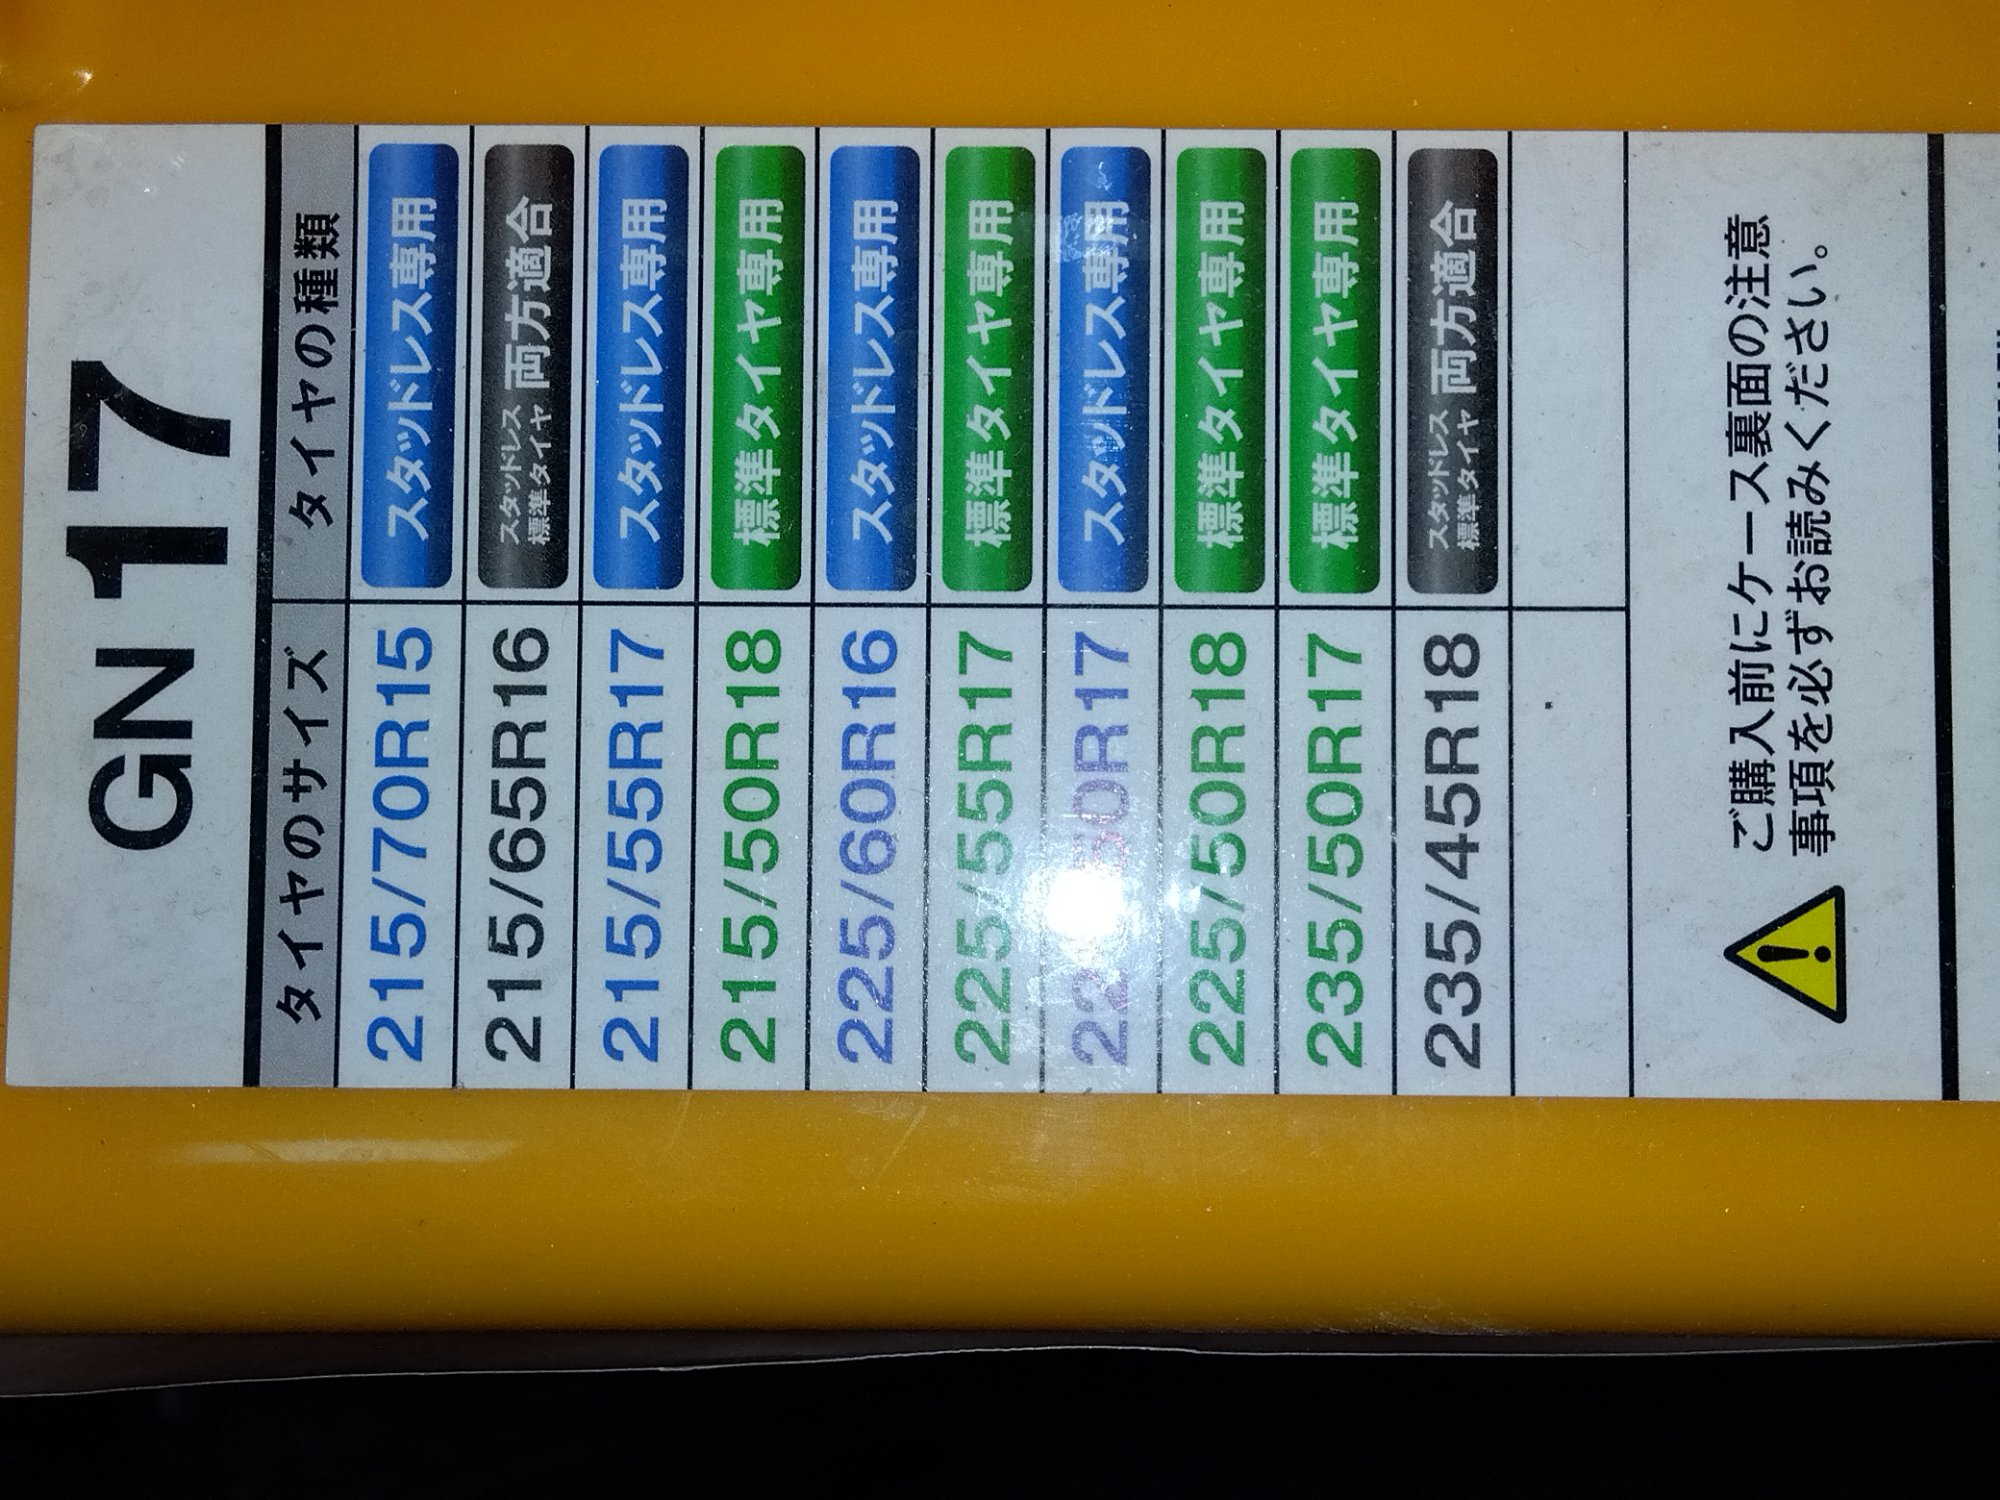 GN 17
タイヤのサイズ タイヤの種類
215/70R15 スタッドレス専用
215/65R16 スタッドレス 標準タイヤ 両方適合
215/55R17 スタッドレス専用
215/50R18 標準タイヤ専用
225/60R16 スタッドレス専用
225/55R17 標準タイヤ専用
スタッドレス専用
225/50R18 標準タイヤ専用
235/50R17 標準タイヤ専用
235/45R18 スタッドレス 標準タイヤ 両方適合
ご購入前にケース裏面の注意
事項を必ずお読みください。